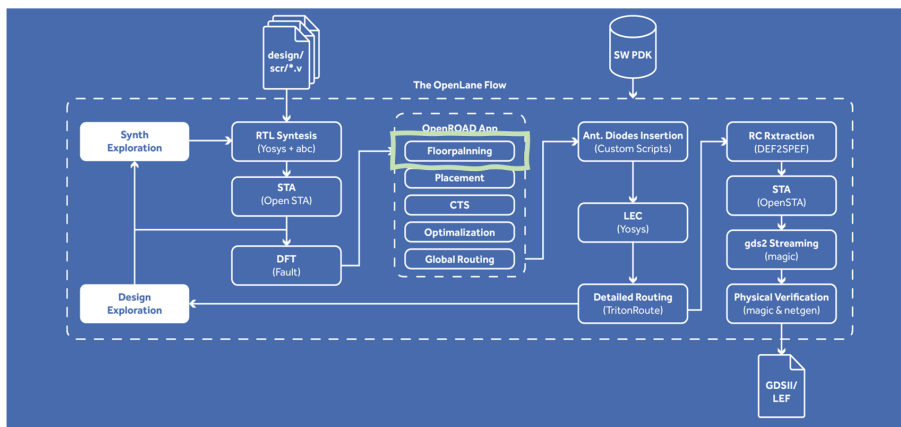 design/
scr/*.v
SW PDK
The OpenLane Flow
Synth
Exploration
RTL Syntesis
(Yosys + abc)
STA
(Open STA)
DFT
(Fault)
Design
Exploration
OpenROAD App
Floorpalnning
Placement
CTS
Optimalization
Global Routing
Ant. Diodes Insertion
(Custom Scripts)
LEC
(Yosys)
Detailed Routing
(TritonRoute)
RC Rxtraction
(DEF2SPEF)
STA
(OpenSTA)
gds2 Streaming
(magic)
Physical Verification
(magic & netgen)
GDSII/
LEF